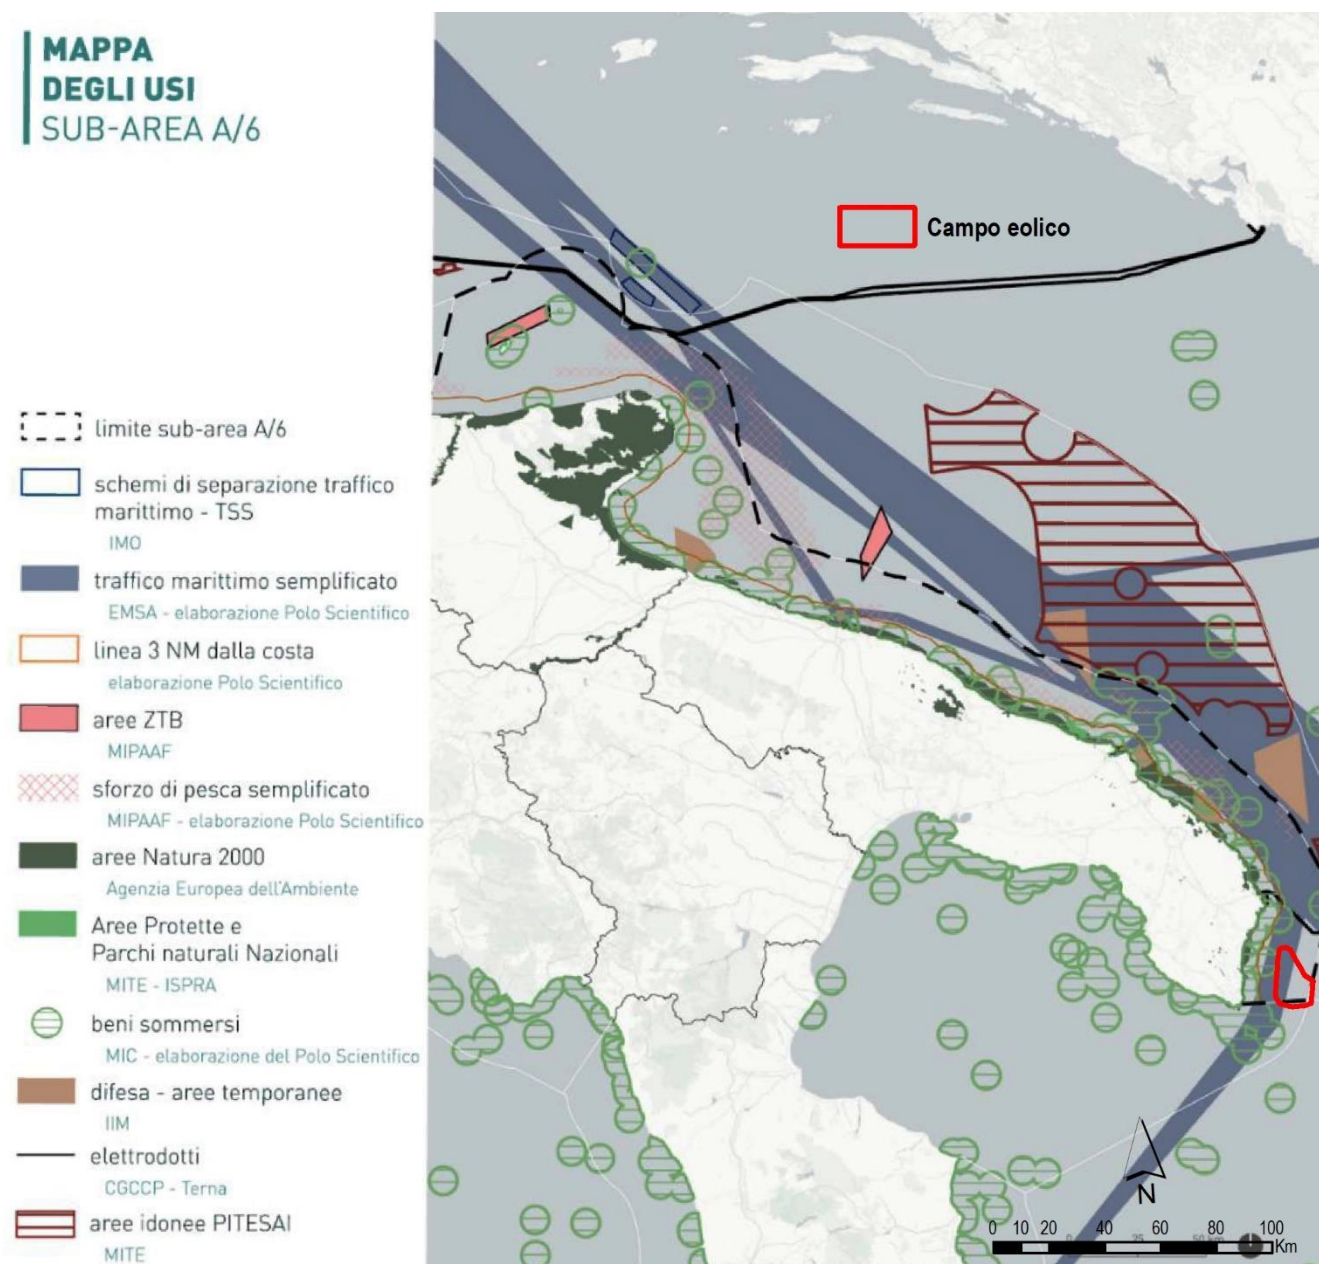 MAPPA
DEGLI USI
SUB-AREA A/6
Campo eolico
limite sub-area A/6
schemi di separazione traffico
marittimo - TSS
IMO
traffico marittimo semplificato
EMSA - elaborazione Polo Scientifico
linea 3 NM dalla costa
elaborazione Polo Scientifico
aree ZTB
MIPAAF
sforzo di pesca semplificato
MIPAAF - elaborazione Polo Scientifico
aree Natura 2000
Agenzia Europea dell'Ambiente
Aree Protette e
Parchi naturali Nazionali
MITE - ISPRA
beni sommersi
MIC - elaborazione del Polo Scientifico
difesa - aree temporanee
IIM
elettrodotti
CGCCP - Terna
aree idonee PITESAI
MITE
N
0 10 20 40 60 80 100
Km
0 25 50 km